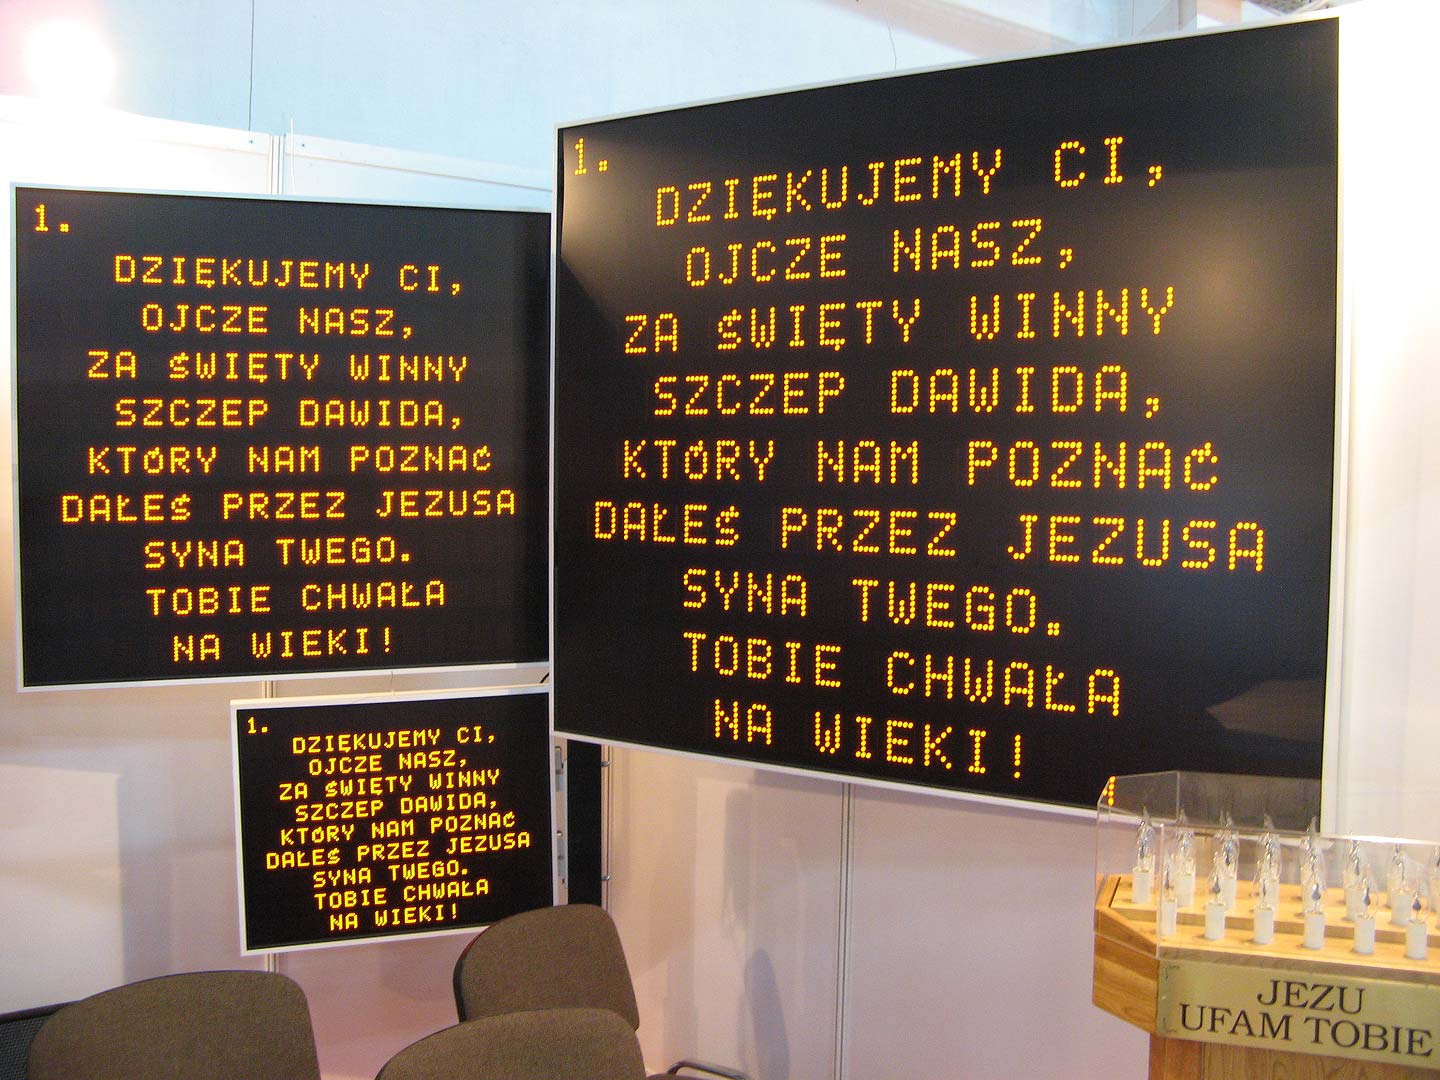 1.
DZIĘKUJEMY CI,
OJCZE NASZ,
ZA ŚWIĘTY WINNY
SZCZEP DAWIDA,
KTÓRY NAM POZNAĆ
DAŁEŚ PRZEZ JEZUSA
SYNA TWEGO.
TOBIE CHWAŁA
NA WIEKI!
1.
DZIĘKUJEMY CI,
OJCZE NASZ,
ZA ŚWIĘTY WINNY
SZCZEP DAWIDA,
KTÓRY NAM POZNAĆ
DAŁEŚ PRZEZ JEZUSA
SYNA TWEGO.
TOBIE CHWAŁA
NA WIEKI!
1.
DZIĘKUJEMY CI,
OJCZE NASZ,
ZA ŚWIĘTY WINNY
SZCZEP DAWIDA,
KTÓRY NAM POZNAĆ
DAŁEŚ PRZEZ JEZUSA
SYNA TWEGO.
TOBIE CHWAŁA
NA WIEKI!
JEZU
UFAM TOBIE